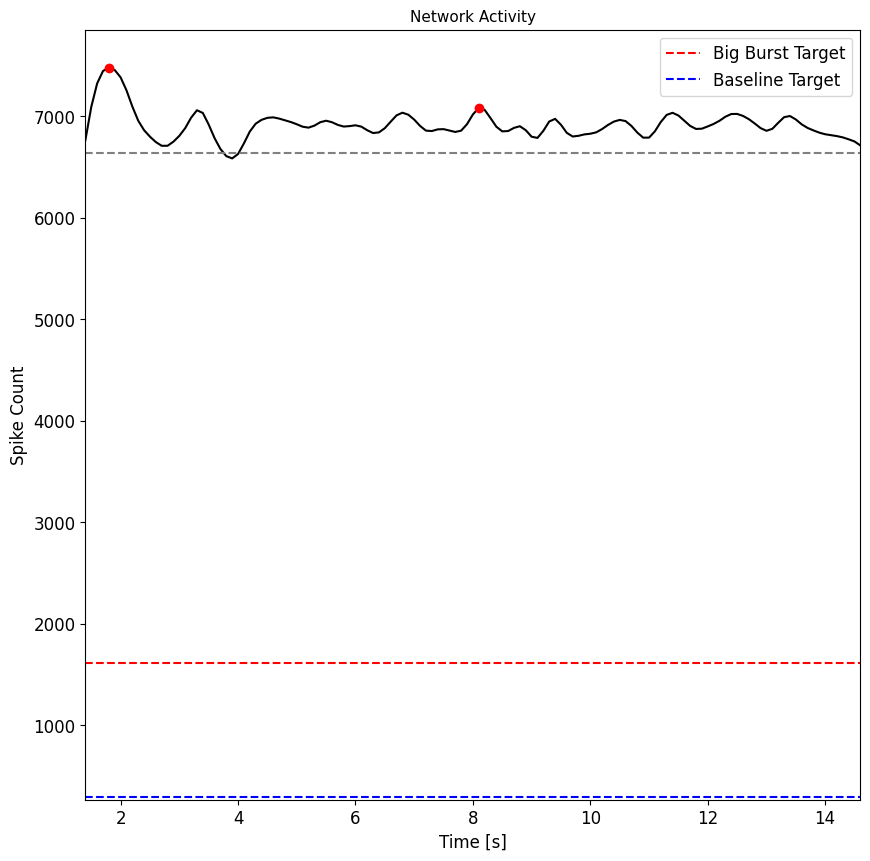 Network Activity
Big Burst Target
Baseline Target
7000
6000
5000
4000
3000
2000
1000
Spike Count
2 4 6 8 10 12 14
Time [s]